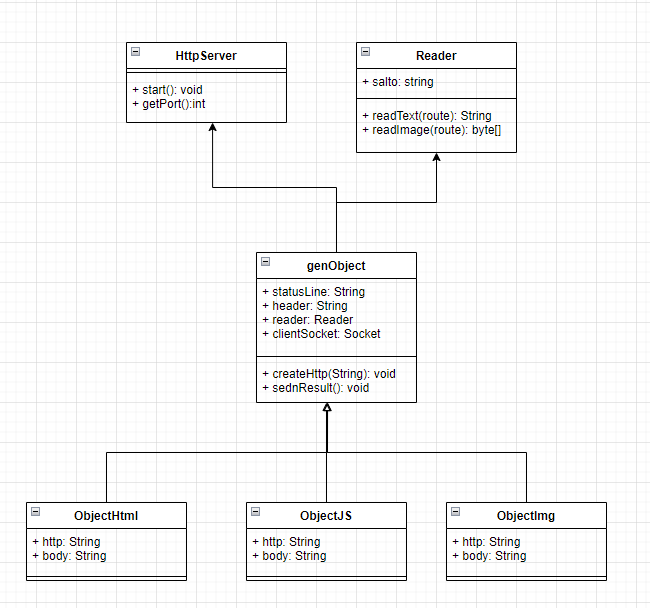 HttpServer
+ start(): void
+ getPort():int
Reader
+ salto: string
+ readText(route): String
+ readImage(route): byte[]
genObject
+ statusLine: String
+ header: String
+ reader: Reader
+ clientSocket: Socket
+ createHttp(String): void
+ sednResult(): void
ObjectHtml
+ http: String
+ body: String
ObjectJS
+ http: String
+ body: String
ObjectImg
+ http: String
+ body: String